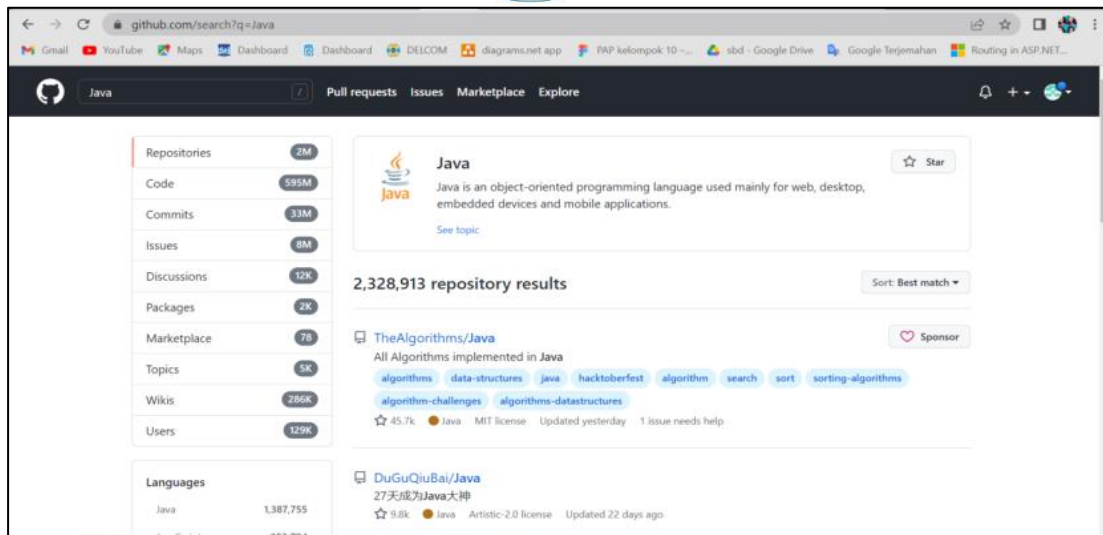 github.com/search?q=Java
Gmail YouTube Maps Dashboard Dashboard DELCOM diagrams.net app PAP kelompok 10 –... sbd - Google Drive Google Terjemahan Routing in ASP.NET...
Java / Pull requests Issues Marketplace Explore
Repositories 2M
Code 595M
Commits 33M
Issues 8M
Discussions 12K
Packages 2K
Marketplace 78
Topics 5K
Wikis 286K
Users 129K
Languages
Java 1,387,755
Java
Java Star
Java is an object-oriented programming language used mainly for web, desktop,
embedded devices and mobile applications.
See topic
2,328,913 repository results Sort: Best match
TheAlgorithms/Java Sponsor
All Algorithms implemented in Java
algorithms data-structures java hacktoberfest algorithm search sort sorting-algorithms
algorithm-challenges algorithms-datastructures
45.7k Java MIT license Updated yesterday 1 issue needs help
DuGuQiuBai/Java
27天成为Java大神
9.8k Java Artistic-2.0 license Updated 22 days ago